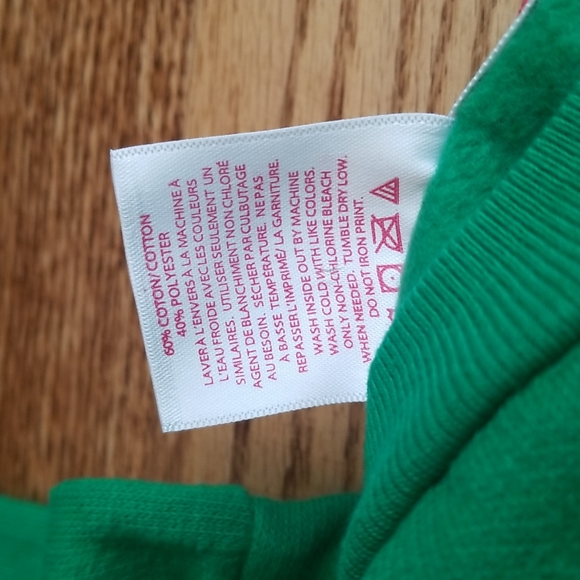 60% COTON/COTTON
40% POLYESTER
LAVER À L'ENVERS À LA MACHINE À
L'EAU FROIDE AVEC LES COULEURS
SIMILAIRES. UTILISER SEULEMENT UN
AGENT DE BLANCHIMENT NON CHLORÉ
AU BESOIN. SÉCHER PAR CULBUTAGE
À BASSE TEMPÉRATURE. NE PAS
REPASSER L'IMPRIMÉ/ LA GARNITURE.
WASH INSIDE OUT BY MACHINE
WASH COLD WITH LIKE COLORS.
WASH NON-CHLORINE BLEACH
ONLY WHEN NEEDED. TUMBLE DRY LOW.
DO NOT IRON PRINT.